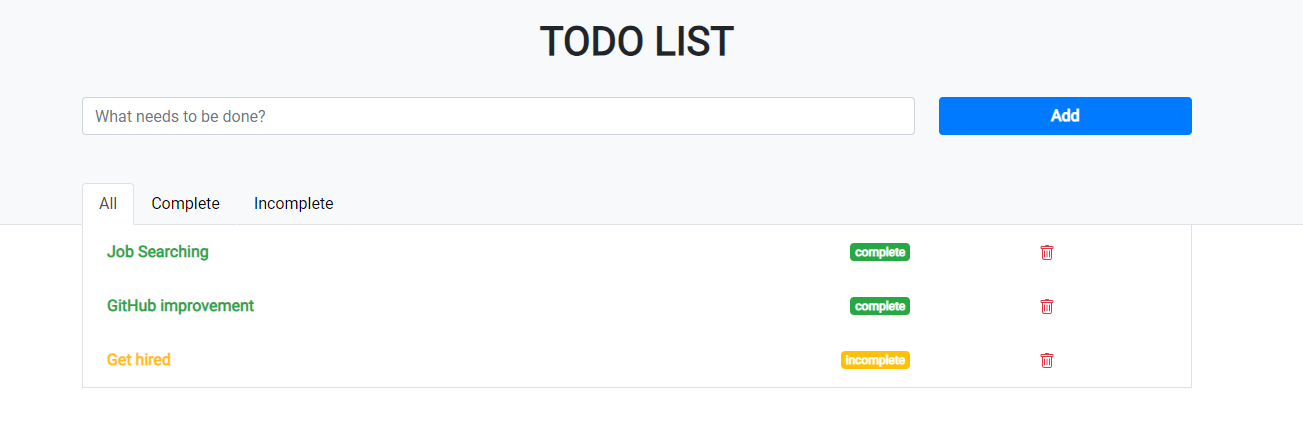 TODO LIST
What needs to be done?
Add
All Complete Incomplete
Job Searching complete
GitHub improvement complete
Get hired incomplete